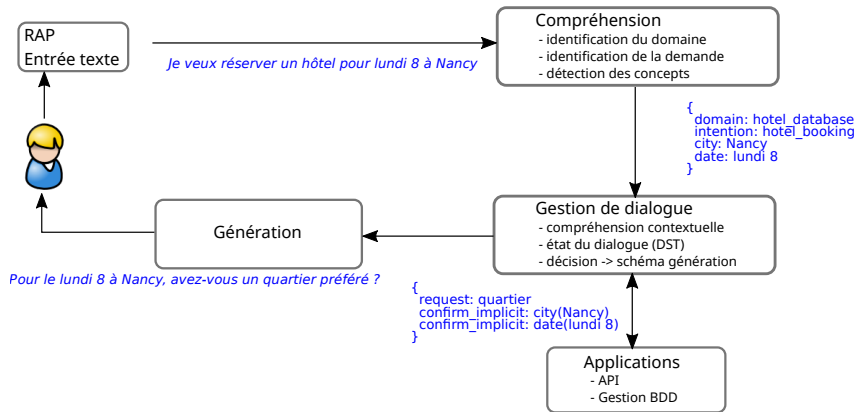 RAP
Entrée texte
Je veux réserver un hôtel pour lundi 8 à Nancy
Compréhension
- identification du domaine
- identification de la demande
- détection des concepts
{
domain: hotel_database
intention: hotel_booking
city: Nancy
date: lundi 8
}
Gestion de dialogue
- compréhension contextuelle
- état du dialogue (DST)
- décision -> schéma génération
Génération
Pour le lundi 8 à Nancy, avez-vous un quartier préféré ?
{
request: quartier
confirm_implicit: city(Nancy)
confirm_implicit: date(lundi 8)
}
Applications
- API
- Gestion BDD